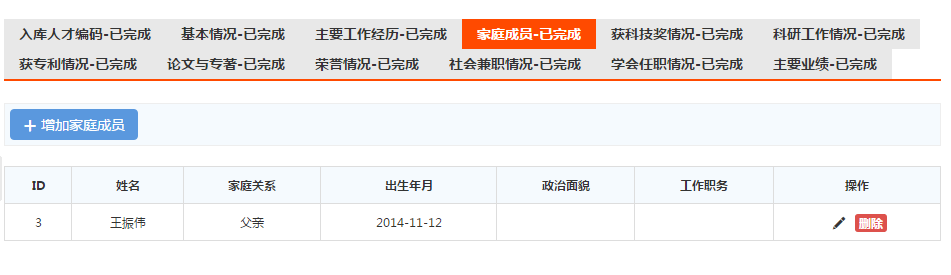 入库人才编码-已完成 基本情况-已完成 主要工作经历-已完成 家庭成员-已完成 获科技奖情况-已完成 科研工作情况-已完成
获专利情况-已完成 论文与专著-已完成 荣誉情况-已完成 社会兼职情况-已完成 学会任职情况-已完成 主要业绩-已完成
+ 增加家庭成员
ID 姓名 家庭关系 出生年月 政治面貌 工作职务 操作
3 王振伟 父亲 2014-11-12 删除